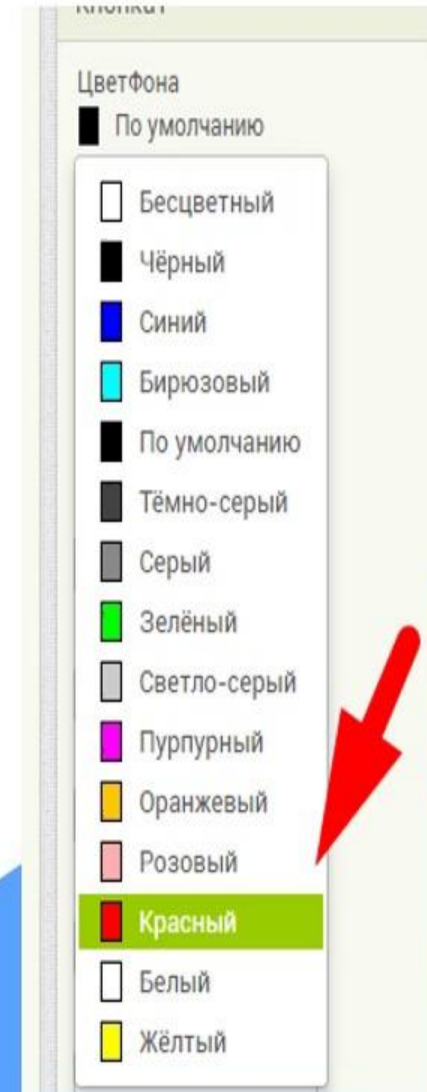 Кнопка1
ЦветФона
По умолчанию
Бесцветный
Чёрный
Синий
Бирюзовый
По умолчанию
Тёмно-серый
Серый
Зелёный
Светло-серый
Пурпурный
Оранжевый
Розовый
Красный
Белый
Жёлтый